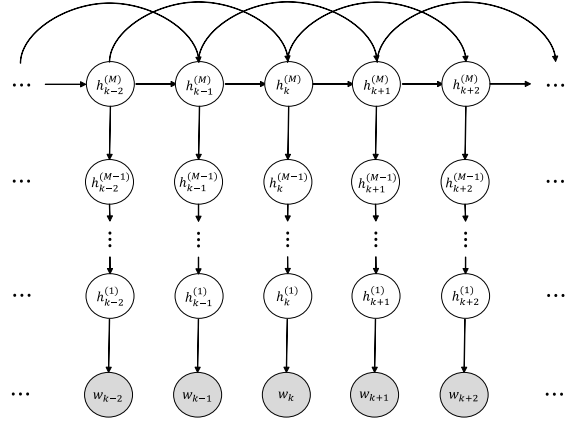 … h_{k-2}^{(M)} h_{k-1}^{(M)} h_k^{(M)} h_{k+1}^{(M)} h_{k+2}^{(M)} …
… h_{k-2}^{(M-1)} h_{k-1}^{(M-1)} h_k^{(M-1)} h_{k+1}^{(M-1)} h_{k+2}^{(M-1)} …
⋮ ⋮ ⋮ ⋮ ⋮
… h_{k-2}^{(1)} h_{k-1}^{(1)} h_k^{(1)} h_{k+1}^{(1)} h_{k+2}^{(1)} …
… w_{k-2} w_{k-1} w_k w_{k+1} w_{k+2} …